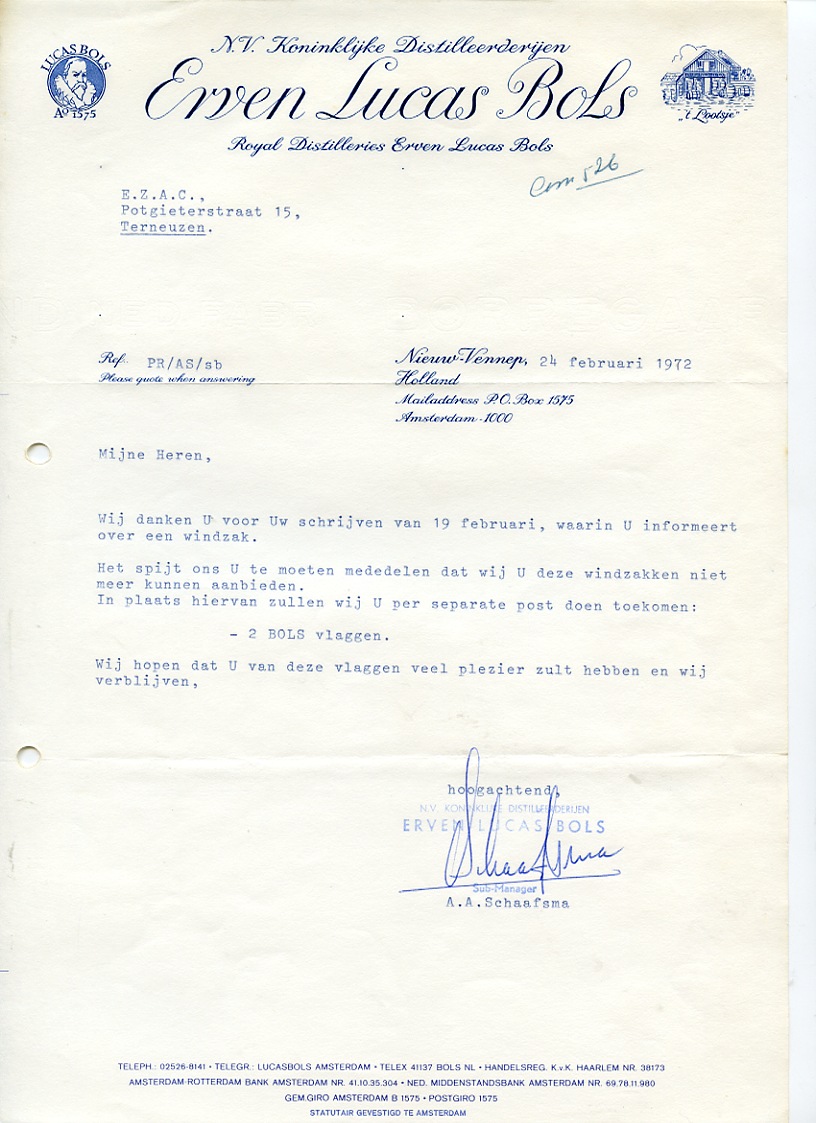 N.V. Koninklijke Distilleerderijen
Erven Lucas Bols
Royal Distilleries Erven Lucas Bols
LUCAS BOLS
Aº 1575
„'t Lootsje”
526
E.Z.A.C.,
Potgieterstraat 15,
Terneuzen.
Ref.: PR/AS/sb
Please quote when answering
Nieuw-Vennep, 24 februari 1972
Holland
Mailaddress P.O. Box 1575
Amsterdam-1000
Mijne Heren,
Wij danken U voor Uw schrijven van 19 februari, waarin U informeert
over een windzak.
Het spijt ons U te moeten mededelen dat wij U deze windzakken niet
meer kunnen aanbieden.
In plaats hiervan zullen wij U per separate post doen toekomen:
- 2 BOLS vlaggen.
Wij hopen dat U van deze vlaggen veel plezier zult hebben en wij
verblijven,
hoogachtend,
N.V. KONINKLIJKE DISTILLEERDERIJEN
ERVEN LUCAS BOLS
Schaafsma
Sub-Manager
A.A.Schaafsma
TELEPH.: 02526-8141 • TELEGR.: LUCASBOLS AMSTERDAM • TELEX 41137 BOLS NL • HANDELSREG. K.v.K. HAARLEM NR. 38173
AMSTERDAM-ROTTERDAM BANK AMSTERDAM NR. 41.10.35.304 • NED. MIDDENSTANDSBANK AMSTERDAM NR. 69.78.11.980
GEM.GIRO AMSTERDAM B 1575 • POSTGIRO 1575
STATUTAIR GEVESTIGD TE AMSTERDAM